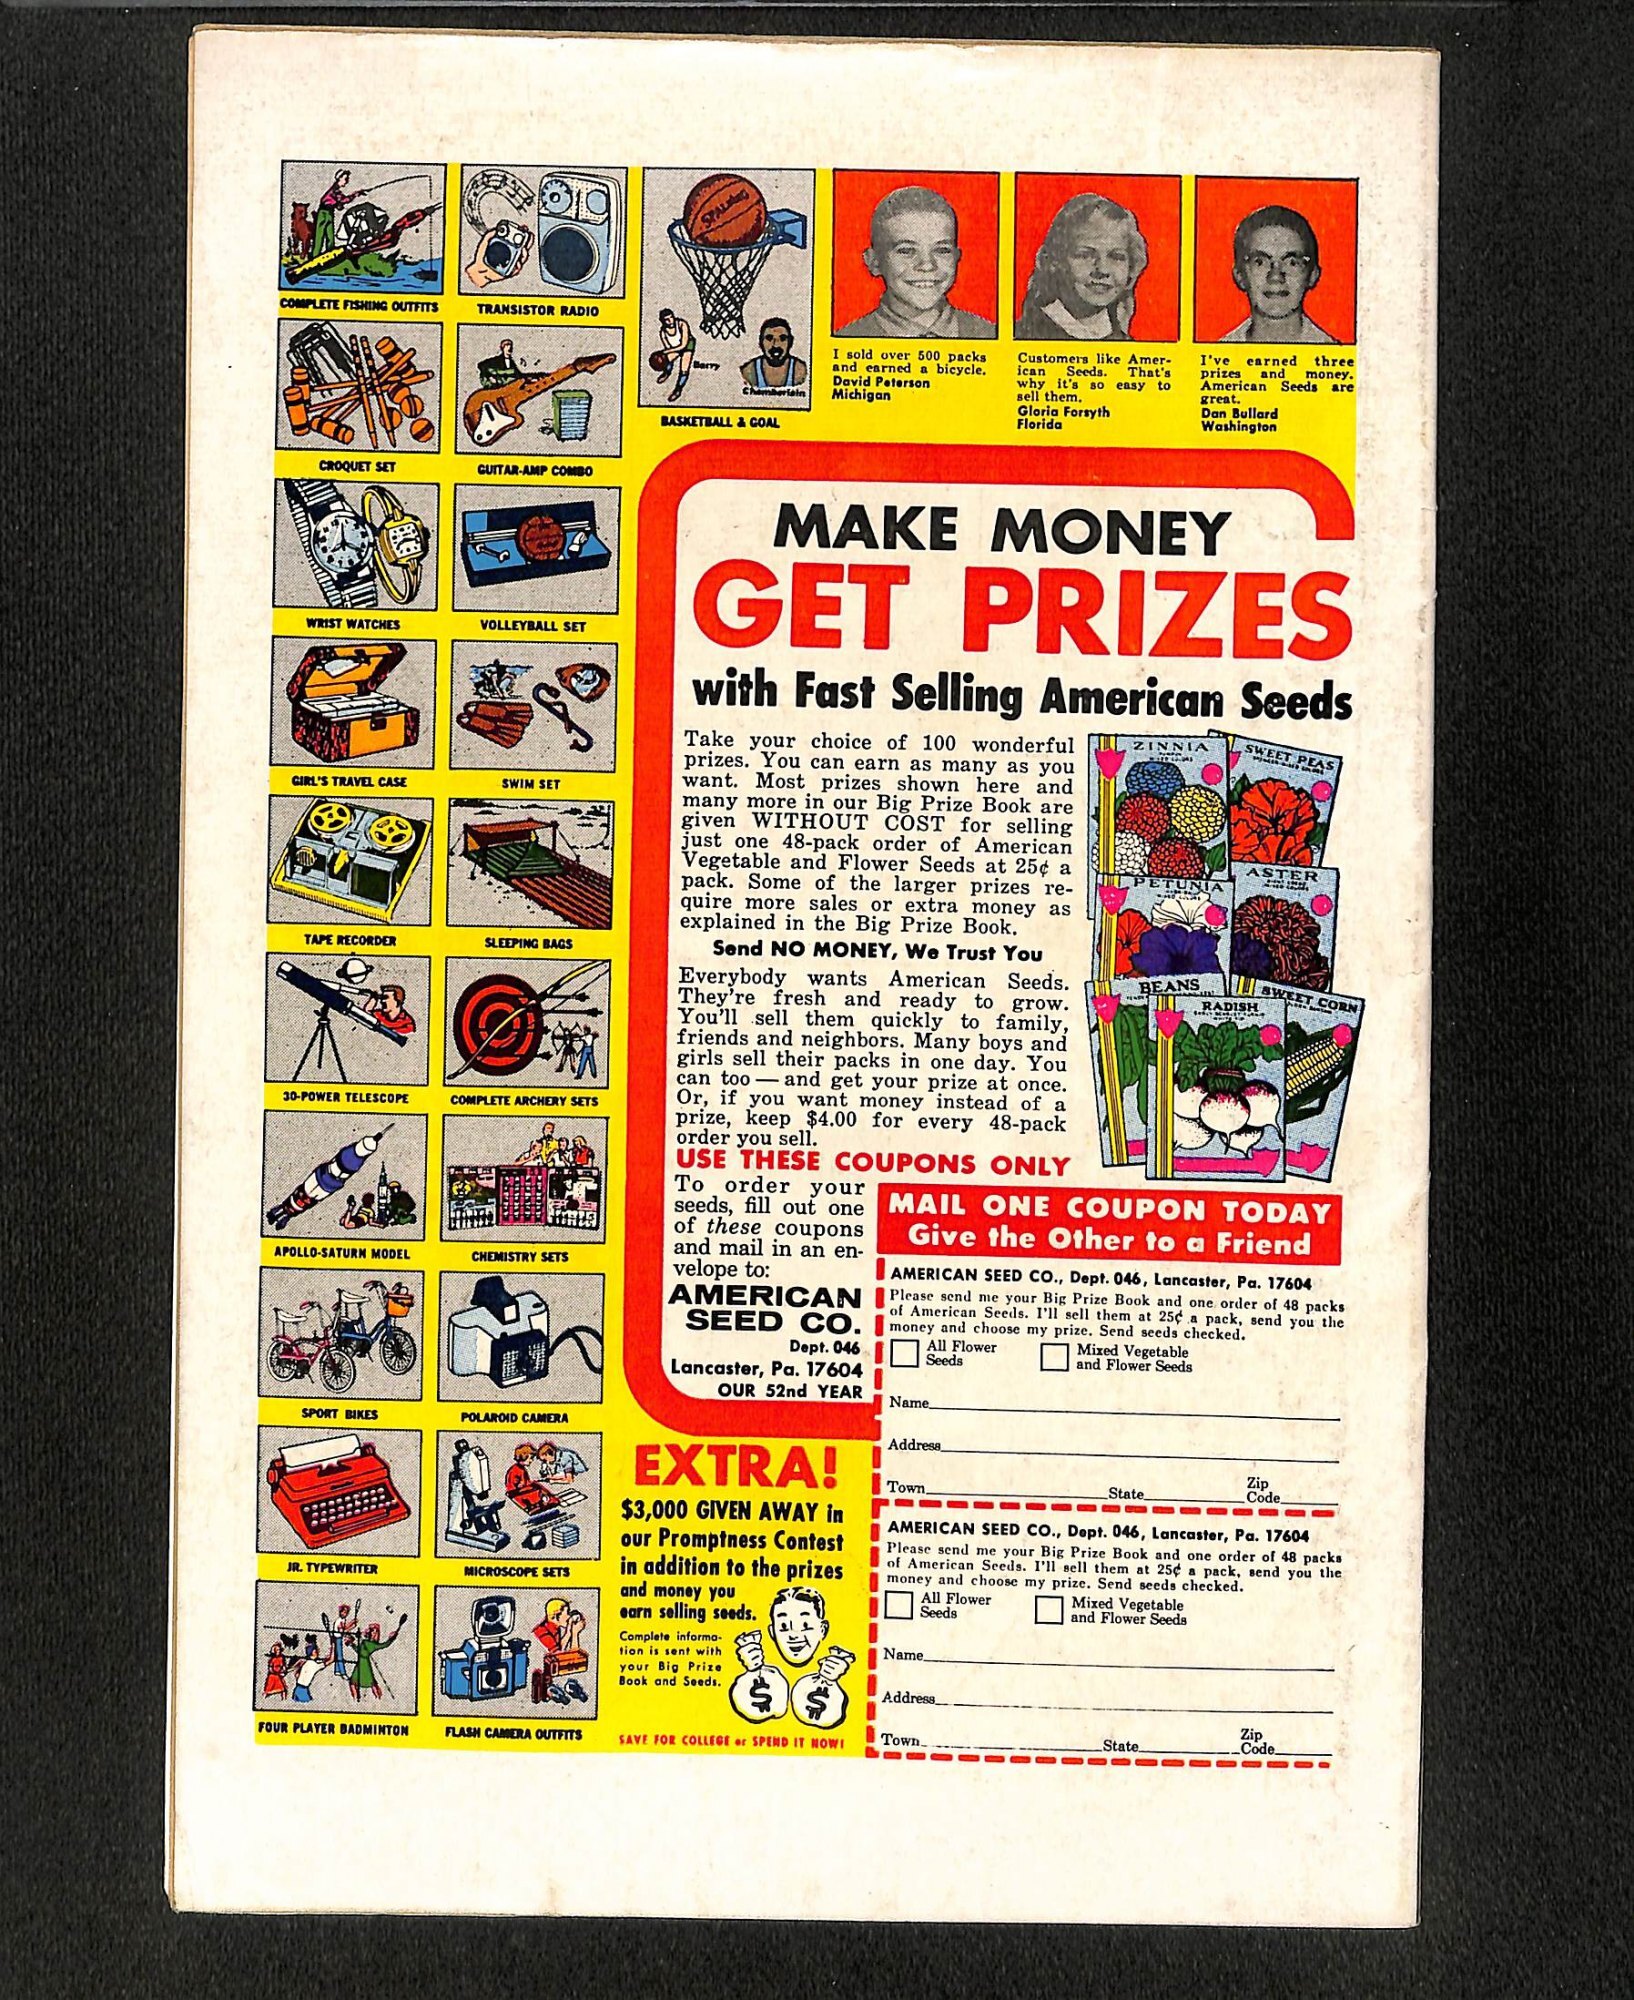 COMPLETE FISHING OUTFITS
TRANSISTOR RADIO
SPALDING
Barry
Chamberlain
BASKETBALL & GOAL
CROQUET SET
GUITAR-AMP COMBO
WRIST WATCHES
VOLLEYBALL SET
GIRL'S TRAVEL CASE
SWIM SET
TAPE RECORDER
SLEEPING BAGS
30-POWER TELESCOPE
COMPLETE ARCHERY SETS
APOLLO-SATURN MODEL
CHEMISTRY SETS
SPORT BIKES
POLAROID CAMERA
JR. TYPEWRITER
MICROSCOPE SETS
FOUR PLAYER BADMINTON
FLASH CAMERA OUTFITS
I sold over 500 packs
and earned a bicycle.
David Peterson
Michigan
Customers like Amer-
ican Seeds. That's
why it's so easy to
sell them.
Gloria Forsyth
Florida
I've earned three
prizes and money.
American Seeds are
great.
Dan Bullard
Washington
MAKE MONEY
GET PRIZES
with Fast Selling American Seeds
Take your choice of 100 wonderful
prizes. You can earn as many as you
want. Most prizes shown here and
many more in our Big Prize Book are
given WITHOUT COST for selling
just one 48-pack order of American
Vegetable and Flower Seeds at 25¢ a
pack. Some of the larger prizes re-
quire more sales or extra money as
explained in the Big Prize Book.
Send NO MONEY, We Trust You
Everybody wants American Seeds.
They're fresh and ready to grow.
You'll sell them quickly to family,
friends and neighbors. Many boys and
girls sell their packs in one day. You
can too — and get your prize at once.
Or, if you want money instead of a
prize, keep $4.00 for every 48-pack
order you sell.
ZINNIA
SWEET PEAS
PETUNIA
ASTER
BEANS
RADISH
SWEET CORN
USE THESE COUPONS ONLY
To order your
seeds, fill out one
of these coupons
and mail in an en-
velope to:
AMERICAN
SEED CO.
Dept. 046
Lancaster, Pa. 17604
OUR 52nd YEAR
MAIL ONE COUPON TODAY
Give the Other to a Friend
AMERICAN SEED CO., Dept. 046, Lancaster, Pa. 17604
Please send me your Big Prize Book and one order of 48 packs
of American Seeds. I'll sell them at 25¢ a pack, send you the
money and choose my prize. Send seeds checked.
All Flower
Seeds
Mixed Vegetable
and Flower Seeds
Name
Address
Town State Zip
Code
AMERICAN SEED CO., Dept. 046, Lancaster, Pa. 17604
Please send me your Big Prize Book and one order of 48 packs
of American Seeds. I'll sell them at 25¢ a pack, send you the
money and choose my prize. Send seeds checked.
All Flower
Seeds
Mixed Vegetable
and Flower Seeds
Name
Address
Town State Zip
Code
EXTRA!
$3,000 GIVEN AWAY in
our Promptness Contest
in addition to the prizes
and money you
earn selling seeds.
Complete informa-
tion is sent with
your Big Prize
Book and Seeds.
$ $
SAVE FOR COLLEGE or SPEND IT NOW!